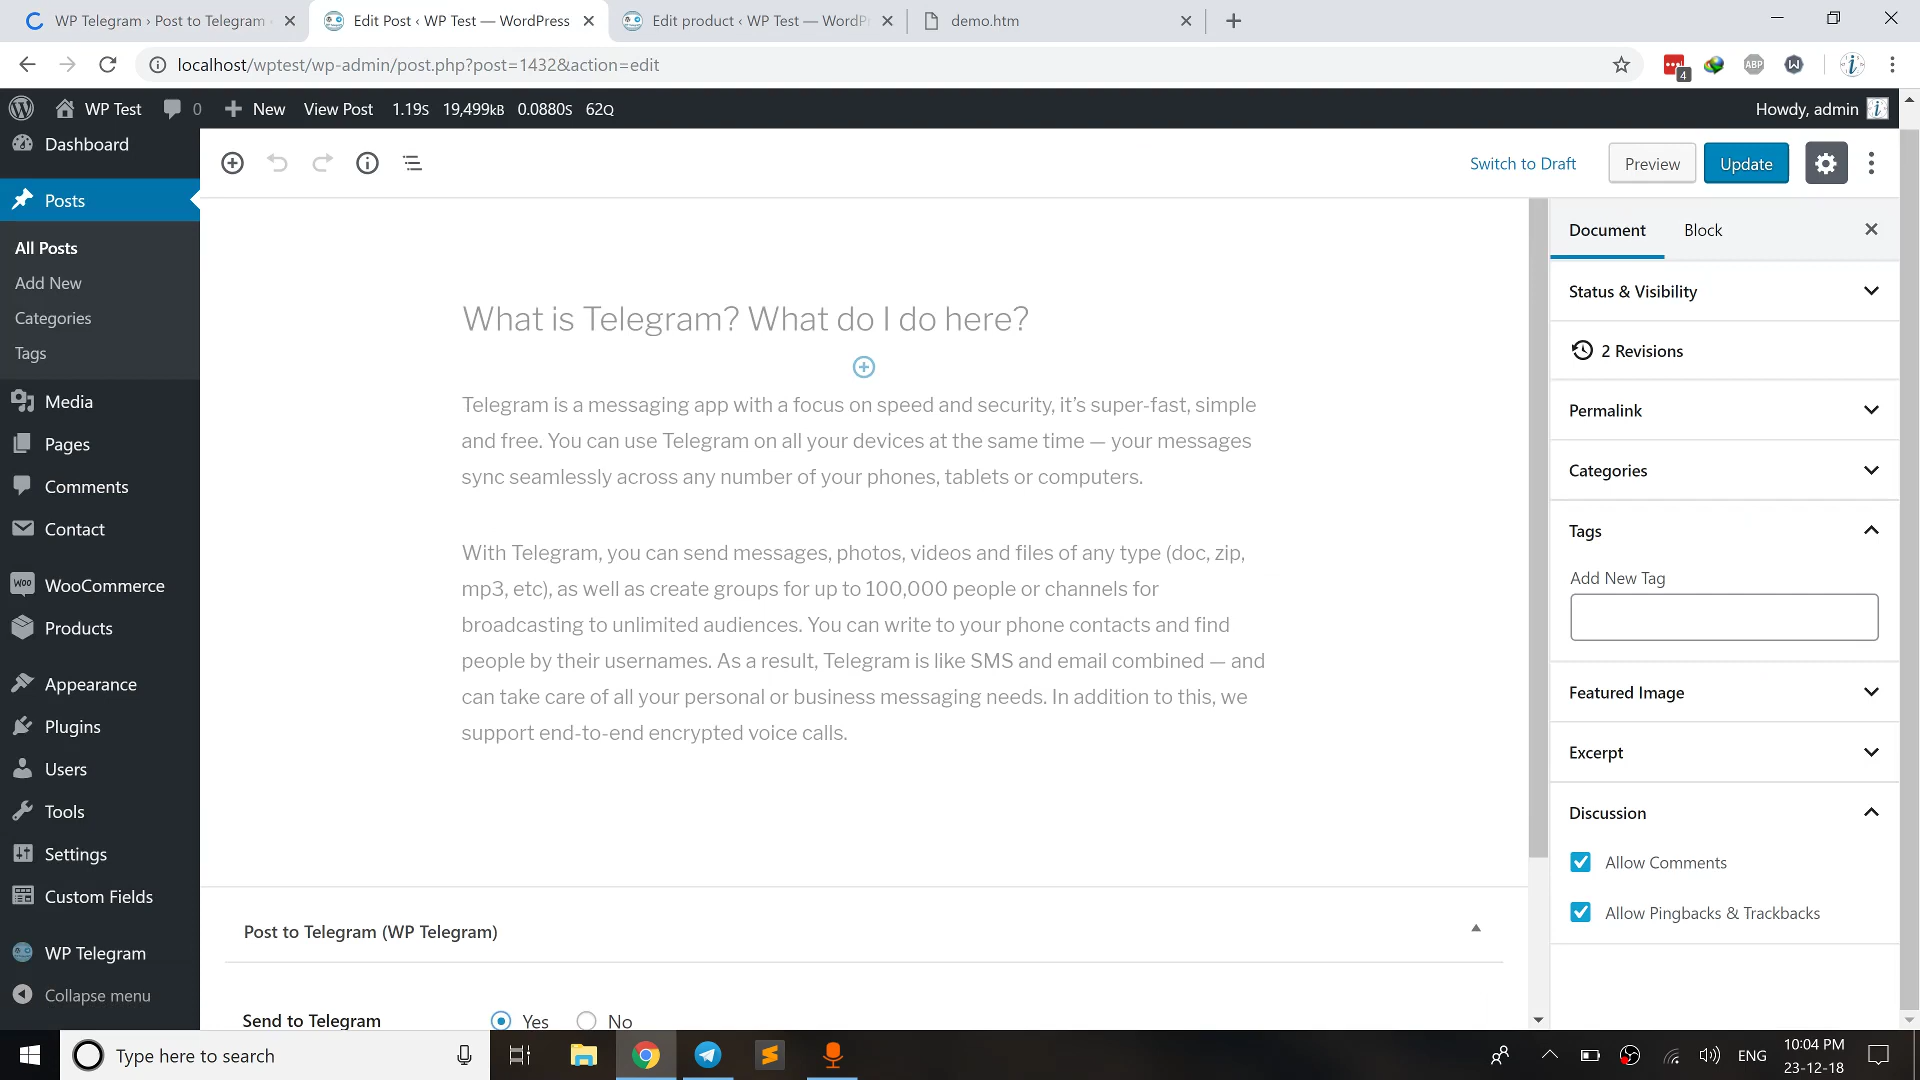 WP Telegram › Post to Telegram
Edit Post ‹ WP Test — WordPress
Edit product ‹ WP Test — WordP
demo.htm
localhost/wptest/wp-admin/post.php?post=1432&action=edit
4
ABP
WP Test
0
New
View Post
1.19S
19,499KB
0.0880S
62Q
Howdy, admin
Dashboard
Posts
All Posts
Add New
Categories
Tags
Media
Pages
Comments
Contact
WooCommerce
Products
Appearance
Plugins
Users
Tools
Settings
Custom Fields
WP Telegram
Collapse menu
Switch to Draft
Preview
Update
What is Telegram? What do I do here?
Telegram is a messaging app with a focus on speed and security, it’s super-fast, simple
and free. You can use Telegram on all your devices at the same time — your messages
sync seamlessly across any number of your phones, tablets or computers.
With Telegram, you can send messages, photos, videos and files of any type (doc, zip,
mp3, etc), as well as create groups for up to 100,000 people or channels for
broadcasting to unlimited audiences. You can write to your phone contacts and find
people by their usernames. As a result, Telegram is like SMS and email combined — and
can take care of all your personal or business messaging needs. In addition to this, we
support end-to-end encrypted voice calls.
Post to Telegram (WP Telegram)
Send to Telegram
Yes
No
Document
Block
Status & Visibility
2 Revisions
Permalink
Categories
Tags
Add New Tag
Featured Image
Excerpt
Discussion
Allow Comments
Allow Pingbacks & Trackbacks
Type here to search
ENG
10:04 PM
23-12-18